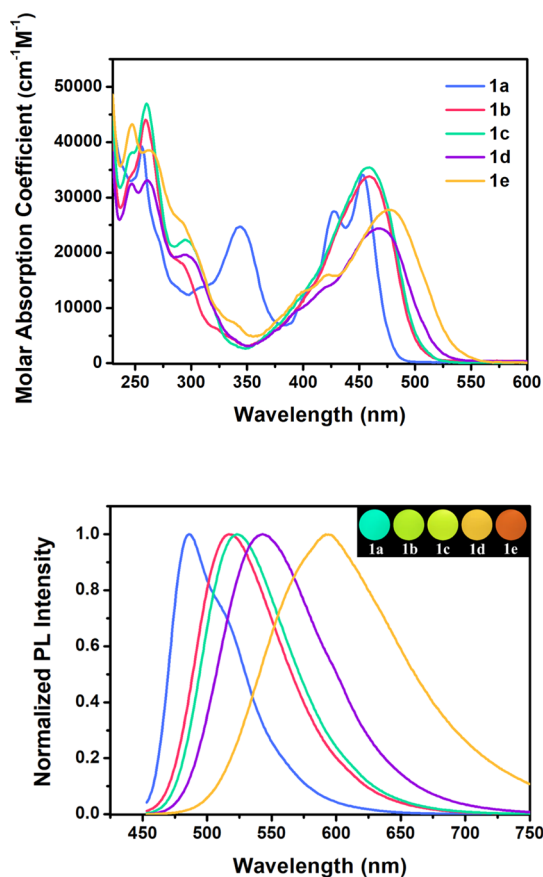 Molar Absorption Coefficient (cm-1M-1)
50000
40000
30000
20000
10000
0
1a
1b
1c
1d
1e
250 300 350 400 450 500 550 600
Wavelength (nm)
Normalized PL Intensity
1.0
0.8
0.6
0.4
0.2
0.0
1a 1b 1c 1d 1e
450 500 550 600 650 700 750
Wavelength (nm)